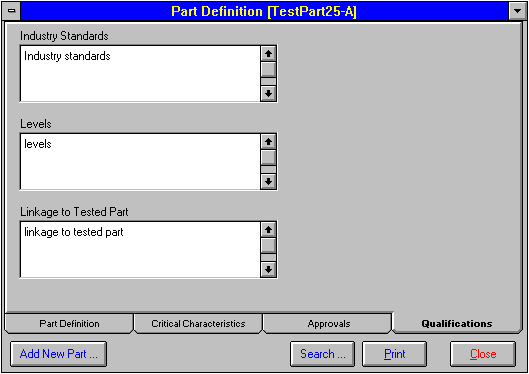 Part Definition [TestPart25-A]
Industry Standards
Industry standards
Levels
levels
Linkage to Tested Part
linkage to tested part
Part Definition
Critical Characteristics
Approvals
Qualifications
Add New Part ...
Search ...
Print
Close